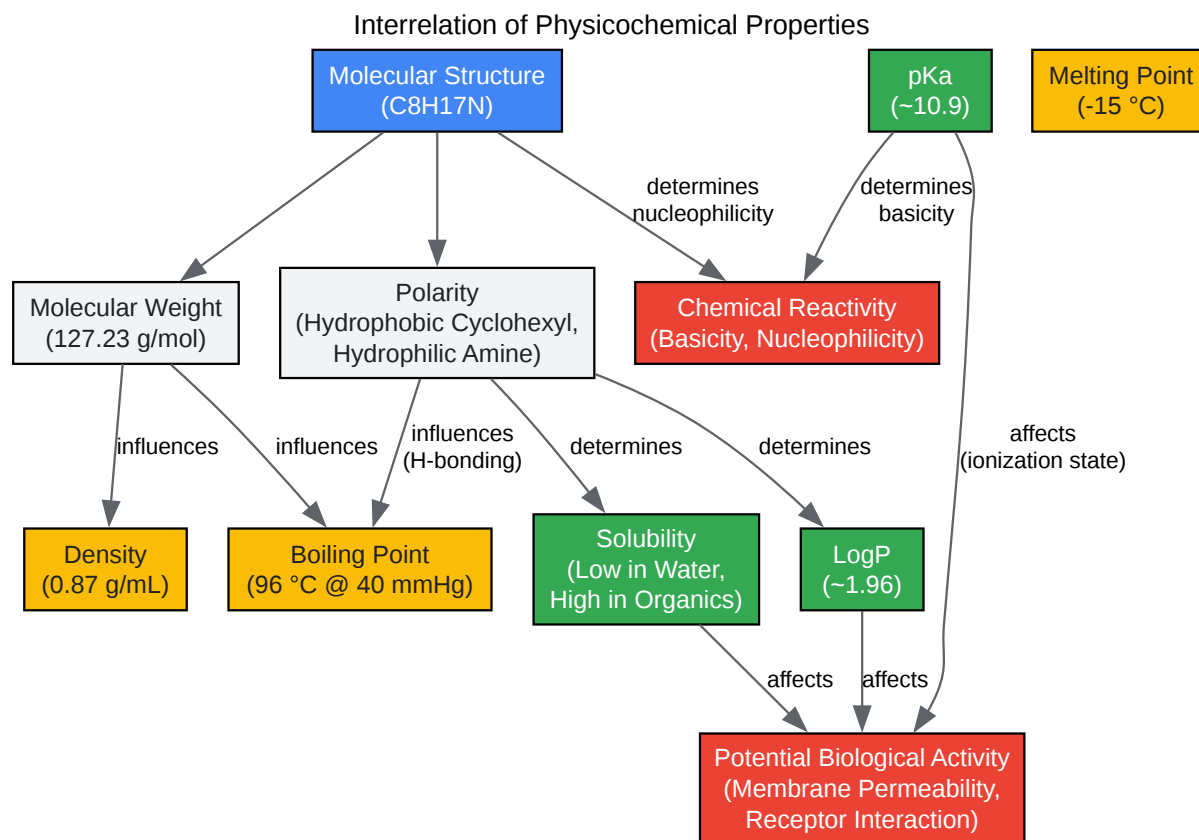 Interrelation of Physicochemical Properties
Molecular Structure
(C8H17N)
pKa
(~10.9)
Melting Point
(-15 °C)
determines
nucleophilicity
determines
basicity
Molecular Weight
(127.23 g/mol)
Polarity
(Hydrophobic Cyclohexyl,
Hydrophilic Amine)
Chemical Reactivity
(Basicity, Nucleophilicity)
influences
influences
influences
(H-bonding)
determines
determines
affects
(ionization state)
Density
(0.87 g/mL)
Boiling Point
(96 °C @ 40 mmHg)
Solubility
(Low in Water,
High in Organics)
LogP
(~1.96)
affects
affects
Potential Biological Activity
(Membrane Permeability,
Receptor Interaction)